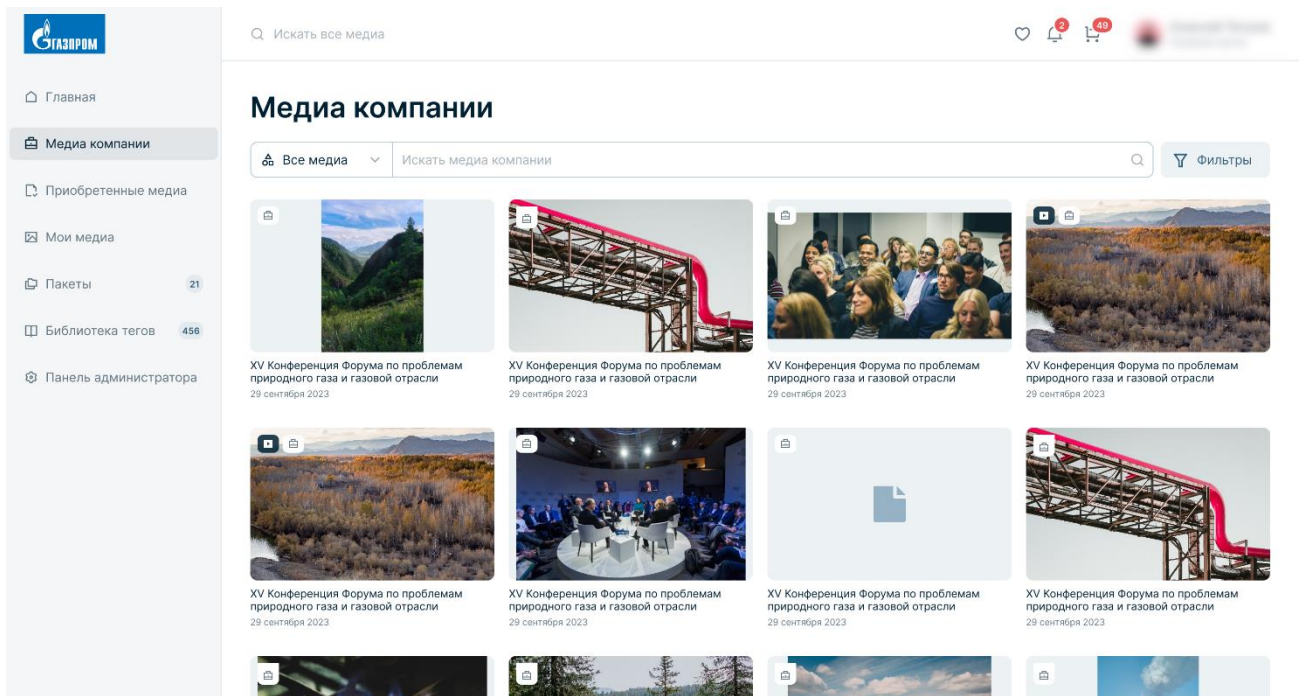 ГАЗПРОМ
Искать все медиа
2
49
Главная
Медиа компании
Приобретенные медиа
Мои медиа
Пакеты 21
Библиотека тегов 456
Панель администратора
Медиа компании
Все медиа
Искать медиа компании
Фильтры
XV Конференция Форума по проблемам
природного газа и газовой отрасли
29 сентября 2023
XV Конференция Форума по проблемам
природного газа и газовой отрасли
29 сентября 2023
XV Конференция Форума по проблемам
природного газа и газовой отрасли
29 сентября 2023
XV Конференция Форума по проблемам
природного газа и газовой отрасли
29 сентября 2023
XV Конференция Форума по проблемам
природного газа и газовой отрасли
29 сентября 2023
XV Конференция Форума по проблемам
природного газа и газовой отрасли
29 сентября 2023
XV Конференция Форума по проблемам
природного газа и газовой отрасли
29 сентября 2023
XV Конференция Форума по проблемам
природного газа и газовой отрасли
29 сентября 2023